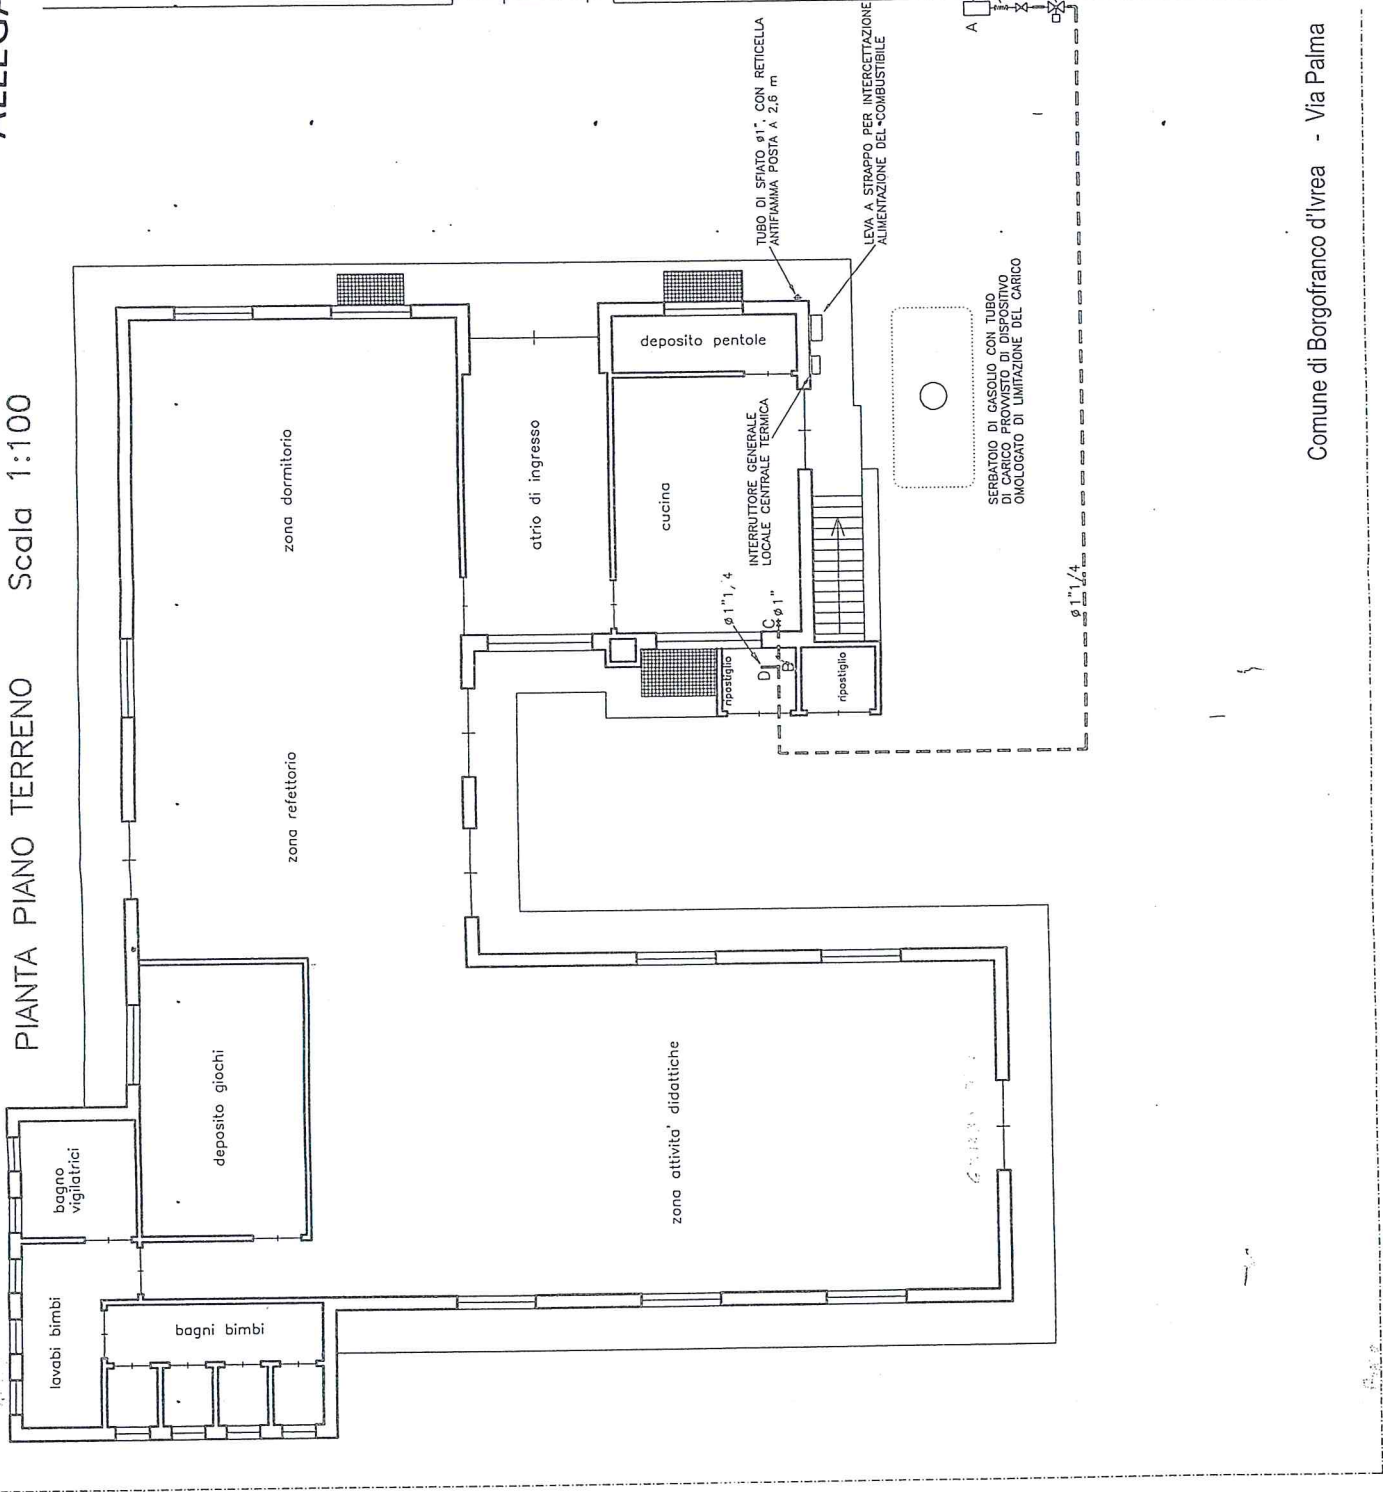 PIANTA PIANO TERRENO Scala 1:100
zona dormitorio
zona refettorio
atrio di ingresso
deposito pentole
cucina
deposito giochi
bagno
vigilatrici
lavabi bimbi
bagni bimbi
zona attivita' didattiche
ripostiglio
ripostiglio
TUBO DI SFIATO ø1", CON RETICELLA
ANTIFIAMMA POSTA A 2,6 m
LEVA A STRAPPO PER INTERCETTAZIONE
ALIMENTAZIONE DEL COMBUSTIBILE
INTERRUTTORE GENERALE
LOCALE CENTRALE TERMICA
SERBATOIO DI GASOLIO CON TUBO
DI CARICO PROVVISTO DI DISPOSITIVO
OMOLOGATO DI LIMITAZIONE DEL CARICO
ø1"1/4
ø1"
ø1"1/4
A
B
C
D
Comune di Borgofranco d'Ivrea - Via Palma